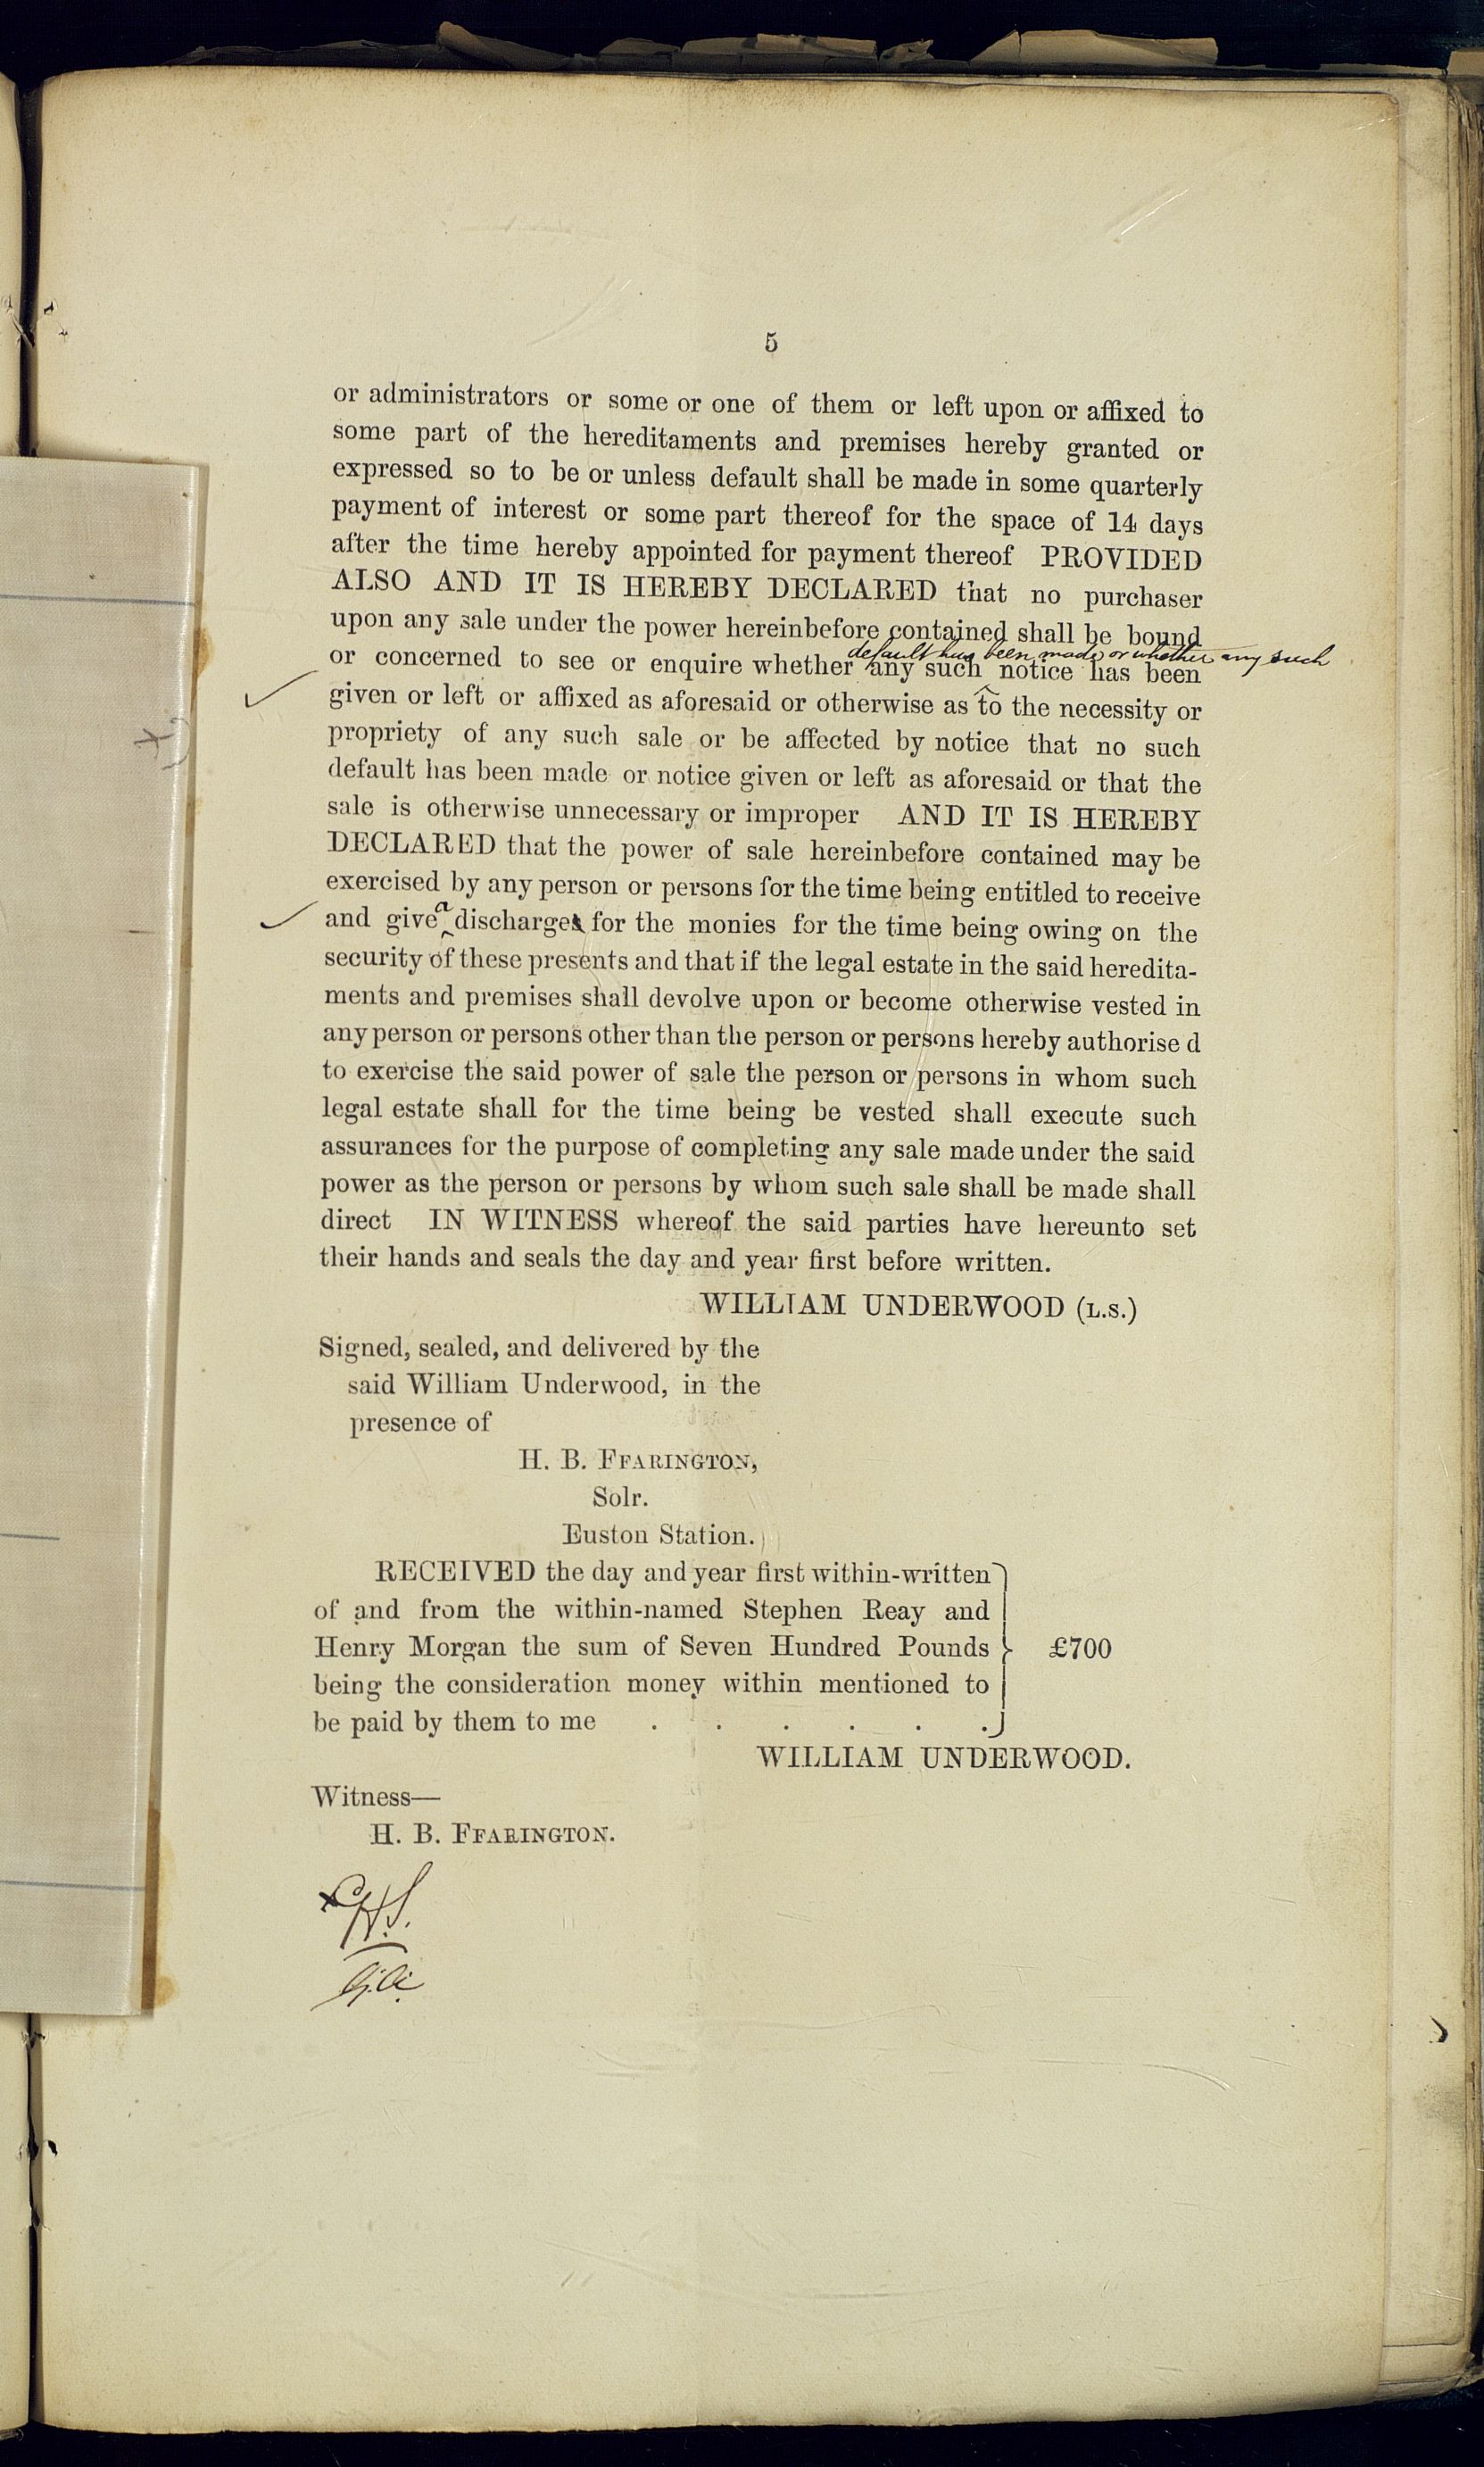 5
or administrators or some or one of them or left upon or affixed to
some part of the hereditaments and premises hereby granted or
expressed so to be or unless default shall be made in some quarterly
payment of interest or some part thereof for the space of 14 days
after the time hereby appointed for payment thereof PROVIDED
ALSO AND IT IS HEREBY DECLARED that no purchaser
upon any sale under the power hereinbefore contained shall be bound
default has been made or whether any such
or concerned to see or enquire whether any such notice has been
given or left or affixed as aforesaid or otherwise as to the necessity or
propriety of any such sale or be affected by notice that no such
default has been made or notice given or left as aforesaid or that the
sale is otherwise unnecessary or improper AND IT IS HEREBY
DECLARED that the power of sale hereinbefore contained may be
exercised by any person or persons for the time being entitled to receive
and give a discharges for the monies for the time being owing on the
security of these presents and that if the legal estate in the said heredita-
ments and premises shall devolve upon or become otherwise vested in
any person or persons other than the person or persons hereby authorise d
to exercise the said power of sale the person or persons in whom such
legal estate shall for the time being be vested shall execute such
assurances for the purpose of completing any sale made under the said
power as the person or persons by whom such sale shall be made shall
direct IN WITNESS whereof the said parties have hereunto set
their hands and seals the day and year first before written.
WILLIAM UNDERWOOD (L.S.)
Signed, sealed, and delivered by the
said William Underwood, in the
presence of
H. B. FFARINGTON,
Solr.
Euston Station.
RECEIVED the day and year first within-written
of and from the within-named Stephen Reay and
Henry Morgan the sum of Seven Hundred Pounds £700
being the consideration money within mentioned to
be paid by them to me . . . . . .
WILLIAM UNDERWOOD.
Witness—
H. B. FFARINGTON.